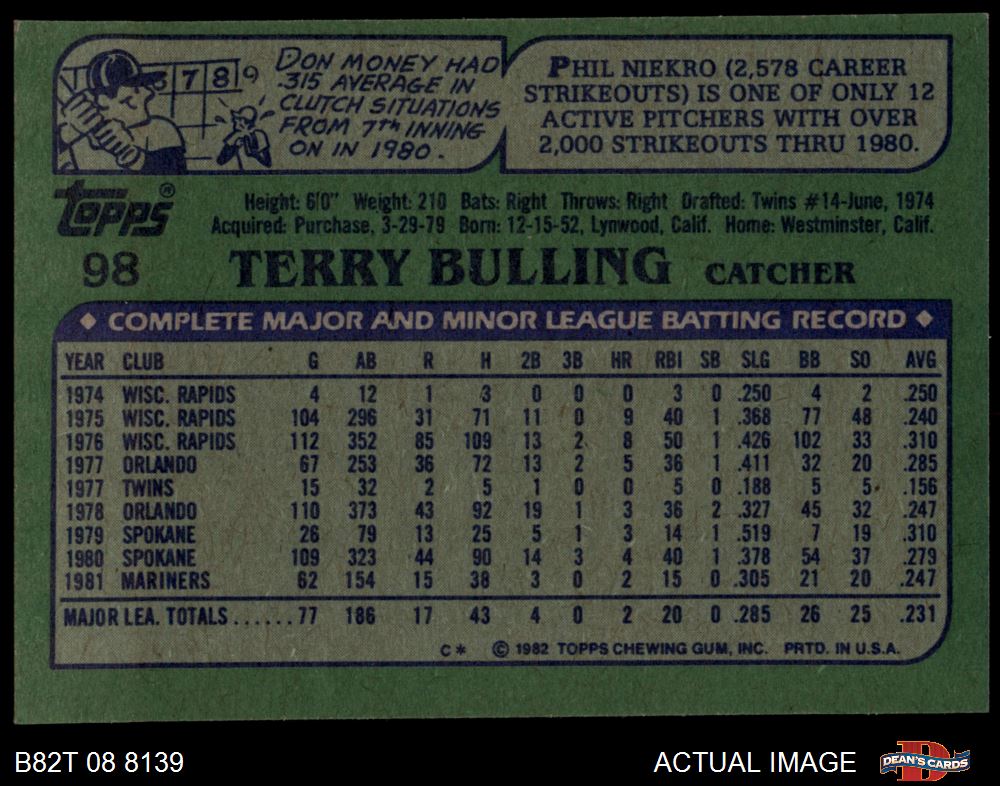 6 7 8 9
DON MONEY HAD
.315 AVERAGE IN
CLUTCH SITUATIONS
FROM 7th INNING
ON IN 1980.
PHIL NIEKRO (2,578 CAREER
STRIKEOUTS) IS ONE OF ONLY 12
ACTIVE PITCHERS WITH OVER
2,000 STRIKEOUTS THRU 1980.
Topps®
Height: 6'0" Weight: 210 Bats: Right Throws: Right Drafted: Twins #14-June, 1974
Acquired: Purchase, 3-29-79 Born: 12-15-52, Lynwood, Calif. Home: Westminster, Calif.
98 TERRY BULLING CATCHER
◆ COMPLETE MAJOR AND MINOR LEAGUE BATTING RECORD ◆
YEAR CLUB G AB R H 2B 3B HR RBI SB SLG BB SO AVG
1974 WISC. RAPIDS 4 12 1 3 0 0 0 3 0 .250 4 2 .250
1975 WISC. RAPIDS 104 296 31 71 11 0 9 40 1 .368 77 48 .240
1976 WISC. RAPIDS 112 352 85 109 13 2 8 50 1 .426 102 33 .310
1977 ORLANDO 67 253 36 72 13 2 5 36 1 .411 32 20 .285
1977 TWINS 15 32 2 5 1 0 0 5 0 .188 5 5 .156
1978 ORLANDO 110 373 43 92 19 1 3 36 2 .327 45 32 .247
1979 SPOKANE 26 79 13 25 5 1 3 14 1 .519 7 19 .310
1980 SPOKANE 109 323 44 90 14 3 4 40 1 .378 54 37 .279
1981 MARINERS 62 154 15 38 3 0 2 15 0 .305 21 20 .247
MAJOR LEA. TOTALS......77 186 17 43 4 0 2 20 0 .285 26 25 .231
C* © 1982 TOPPS CHEWING GUM, INC. PRTD. IN U.S.A.
B82T 08 8139
ACTUAL IMAGE
D
DEAN'S CARDS